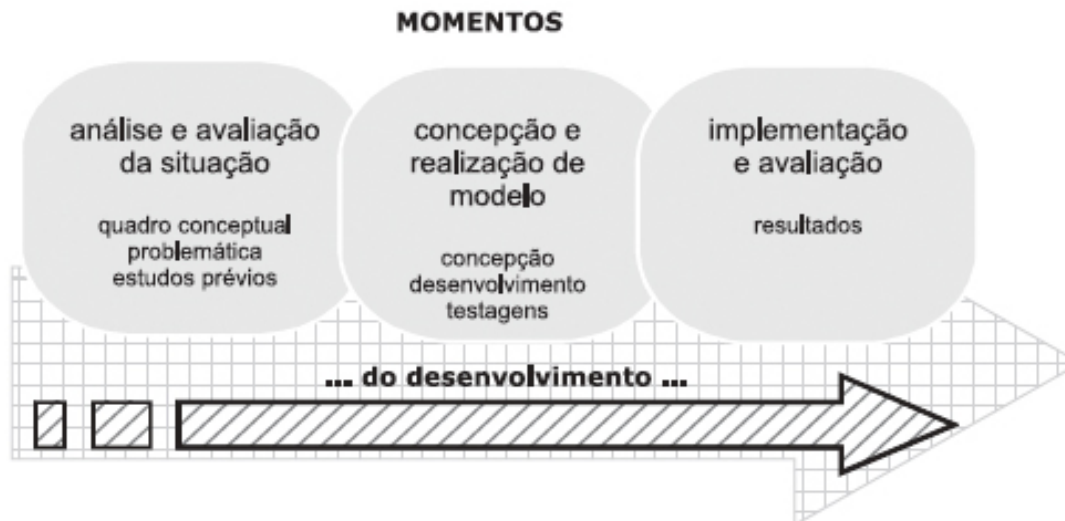 MOMENTOS
análise e avaliação
da situação
quadro conceptual
problemática
estudos prévios
concepção e
realização de
modelo
concepção
desenvolvimento
testagens
implementação
e avaliação
resultados
... do desenvolvimento ...